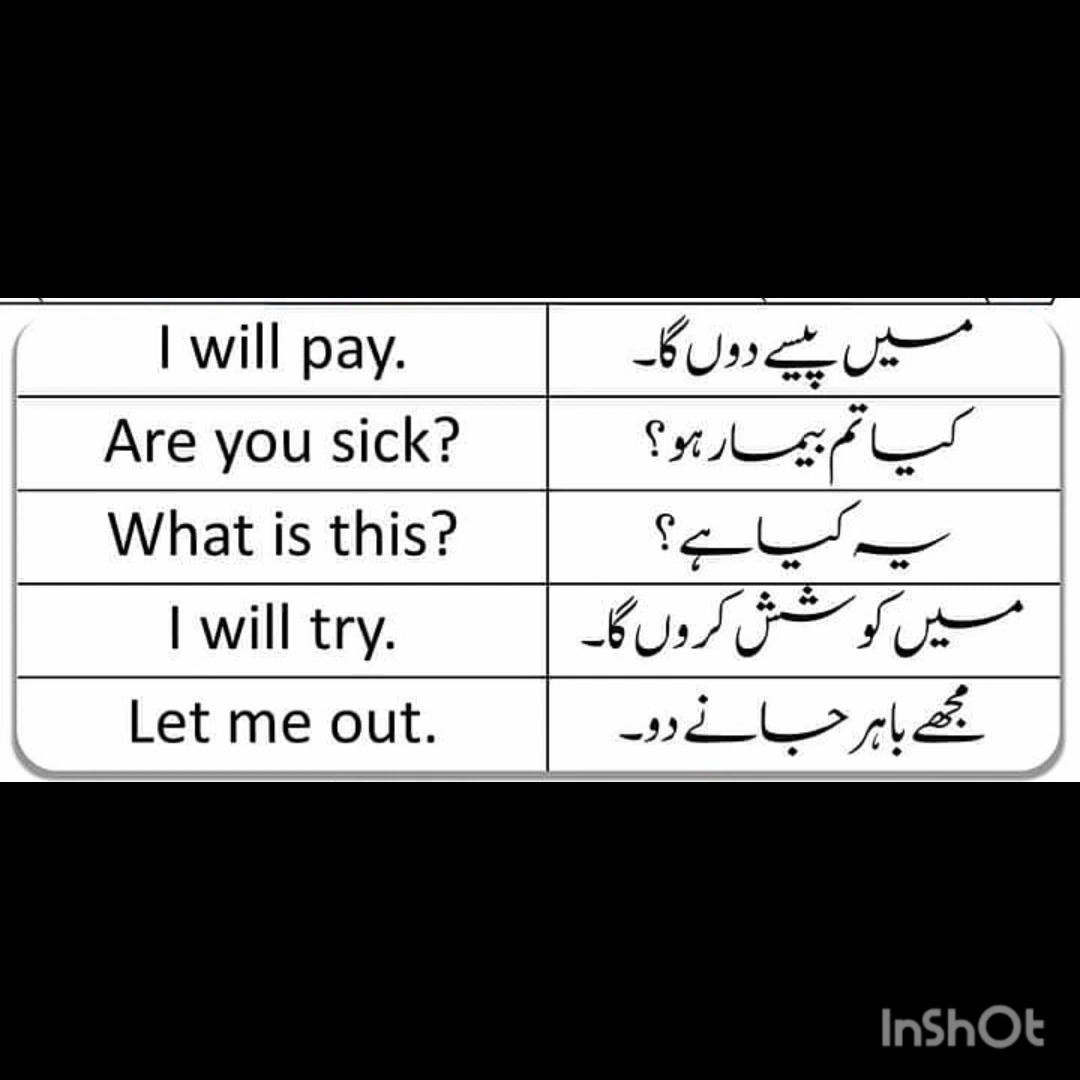 I will pay. میں پیسے دوں گا۔
Are you sick? کیا تم بیمار ہو؟
What is this? یہ کیا ہے؟
I will try. میں کوشش کروں گا۔
Let me out. مجھے باہر جانے دو۔
InShOt